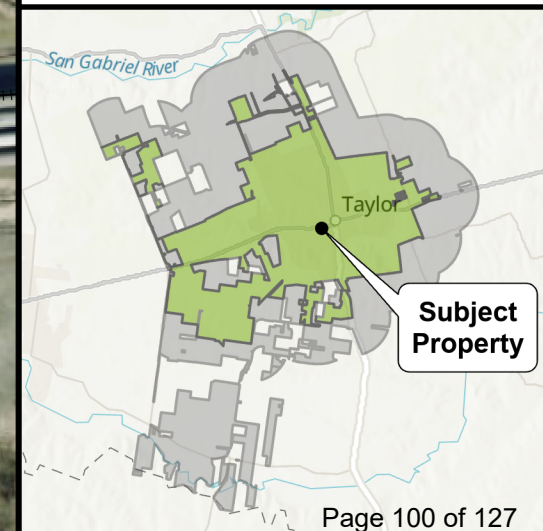 San Gabriel River
Taylor
Subject
Property
Page 100 of 127